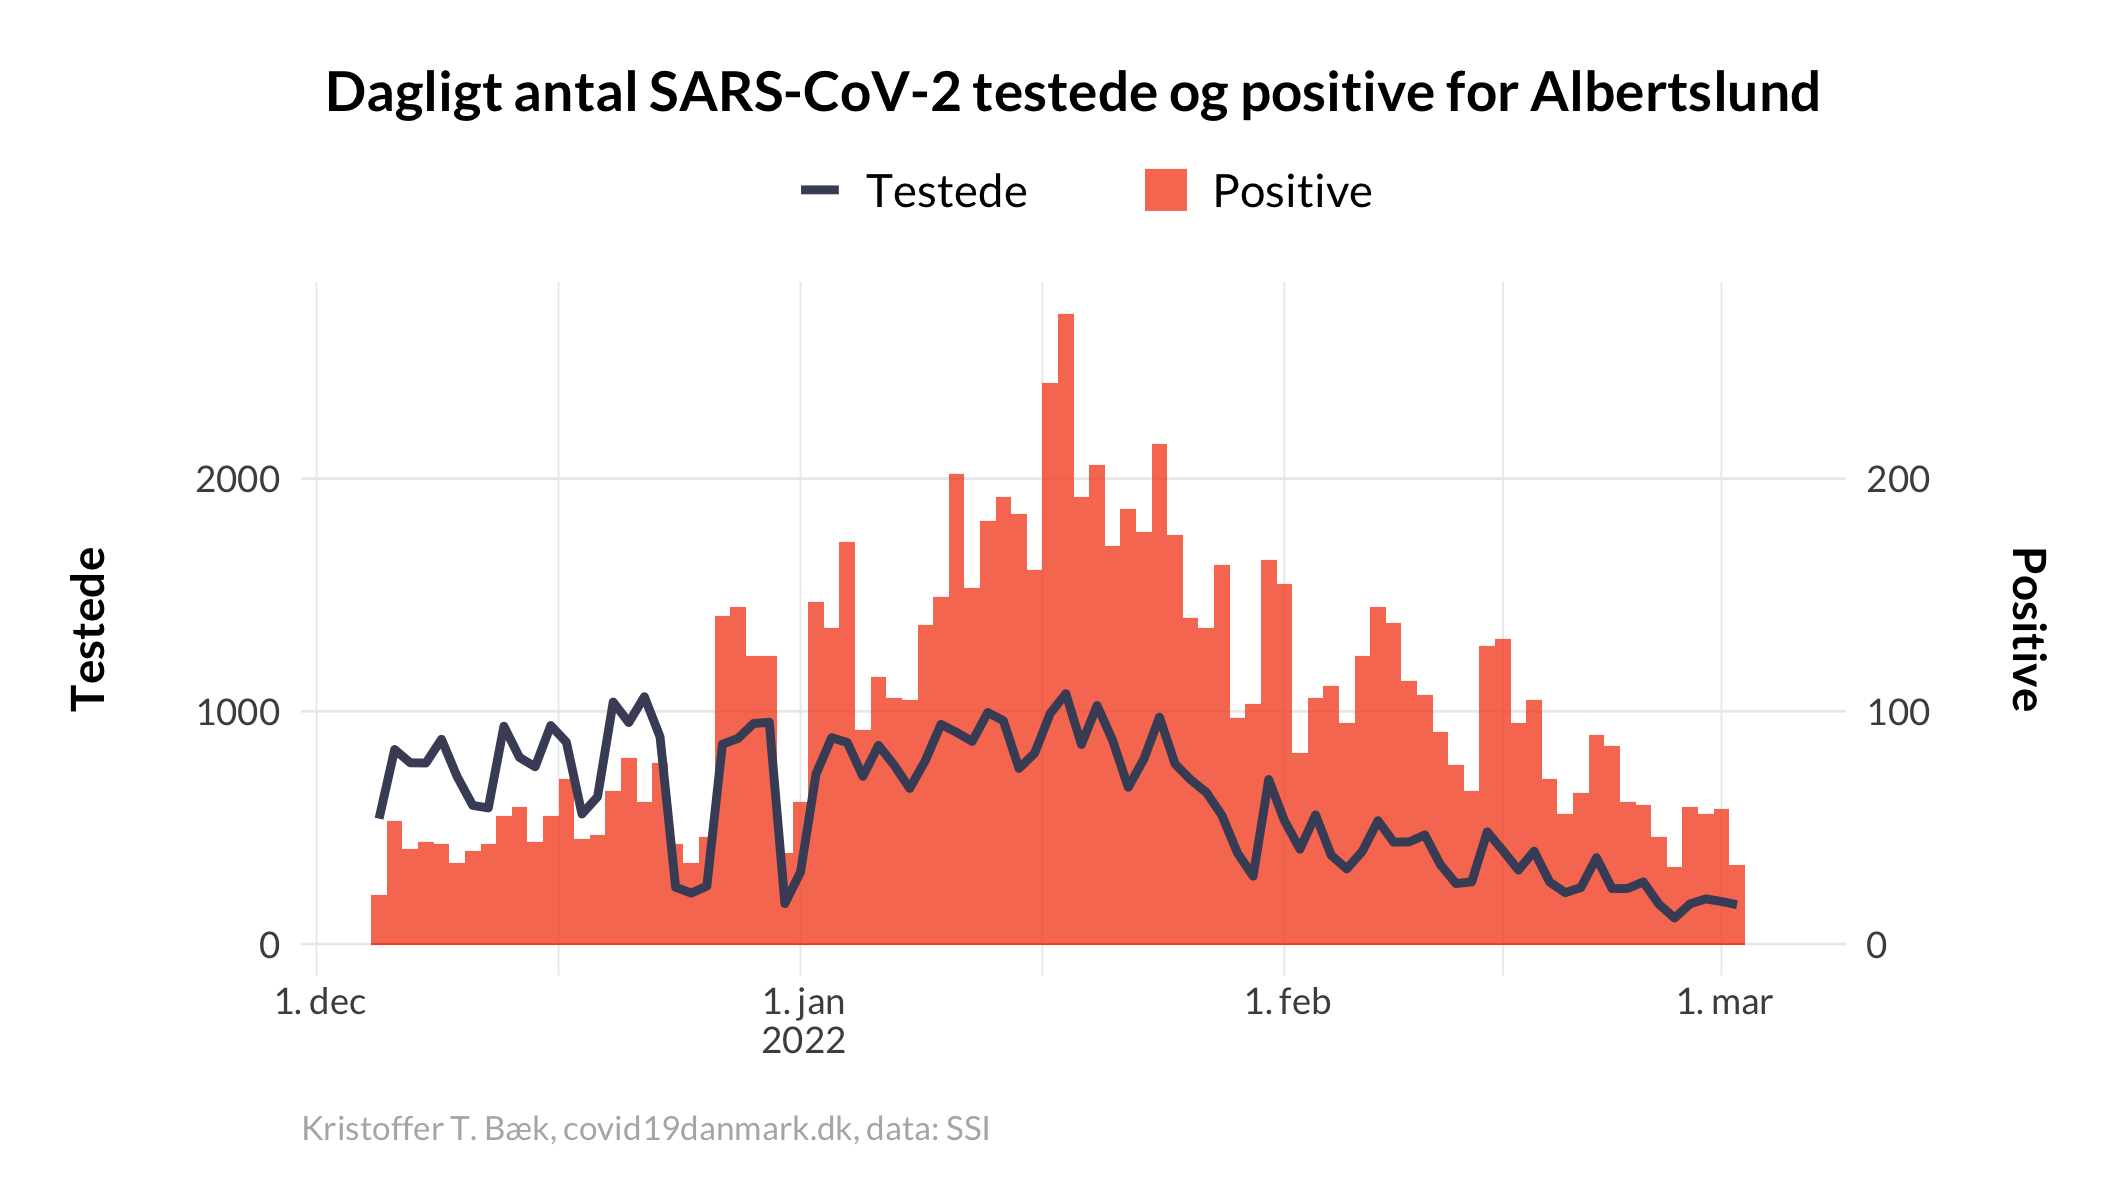 Dagligt antal SARS-CoV-2 testede og positive for Albertslund
Testede
Positive
Testede
2000
1000
0
200
100
0
Positive
1. dec
1. jan
2022
1. feb
1. mar
Kristoffer T. Bæk, covid19danmark.dk, data: SSI